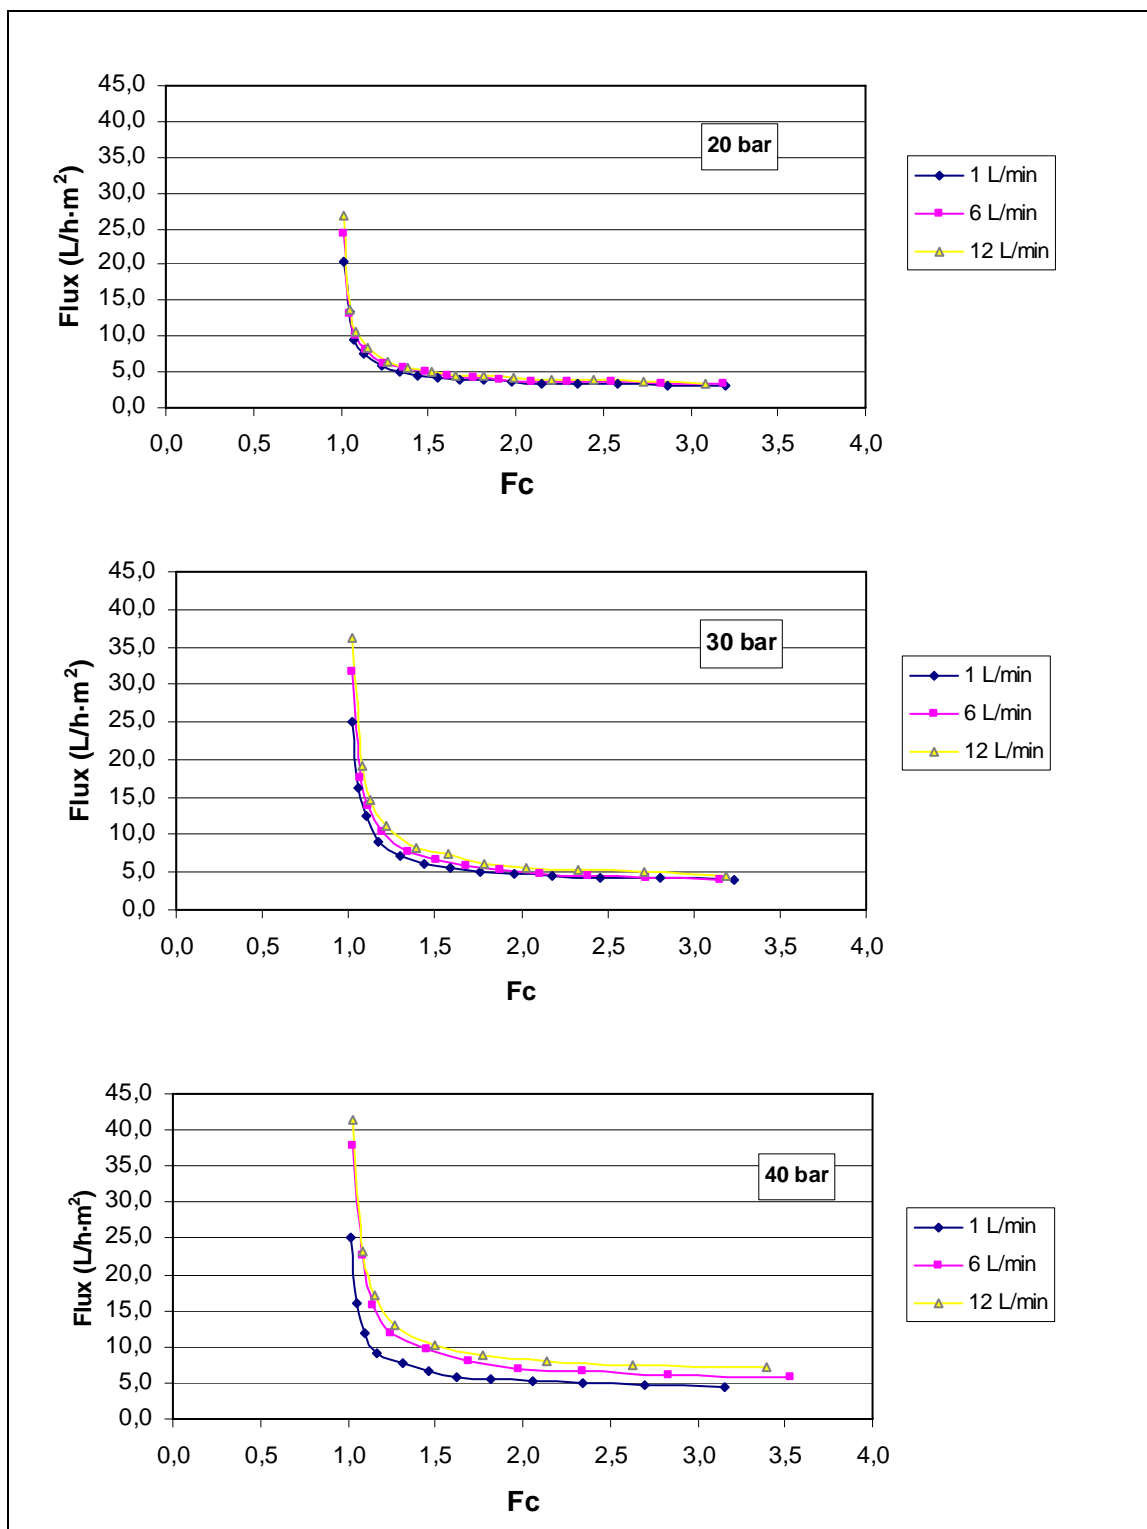 45,0
40,0
35,0
30,0
25,0
20,0
15,0
10,0
5,0
0,0
Flux (L/h·m²)
20 bar
0,0 0,5 1,0 1,5 2,0 2,5 3,0 3,5 4,0
Fc
1 L/min
6 L/min
12 L/min
45,0
40,0
35,0
30,0
25,0
20,0
15,0
10,0
5,0
0,0
Flux (L/h·m²)
30 bar
0,0 0,5 1,0 1,5 2,0 2,5 3,0 3,5 4,0
Fc
1 L/min
6 L/min
12 L/min
45,0
40,0
35,0
30,0
25,0
20,0
15,0
10,0
5,0
0,0
Flux (L/h·m²)
40 bar
0,0 0,5 1,0 1,5 2,0 2,5 3,0 3,5 4,0
Fc
1 L/min
6 L/min
12 L/min